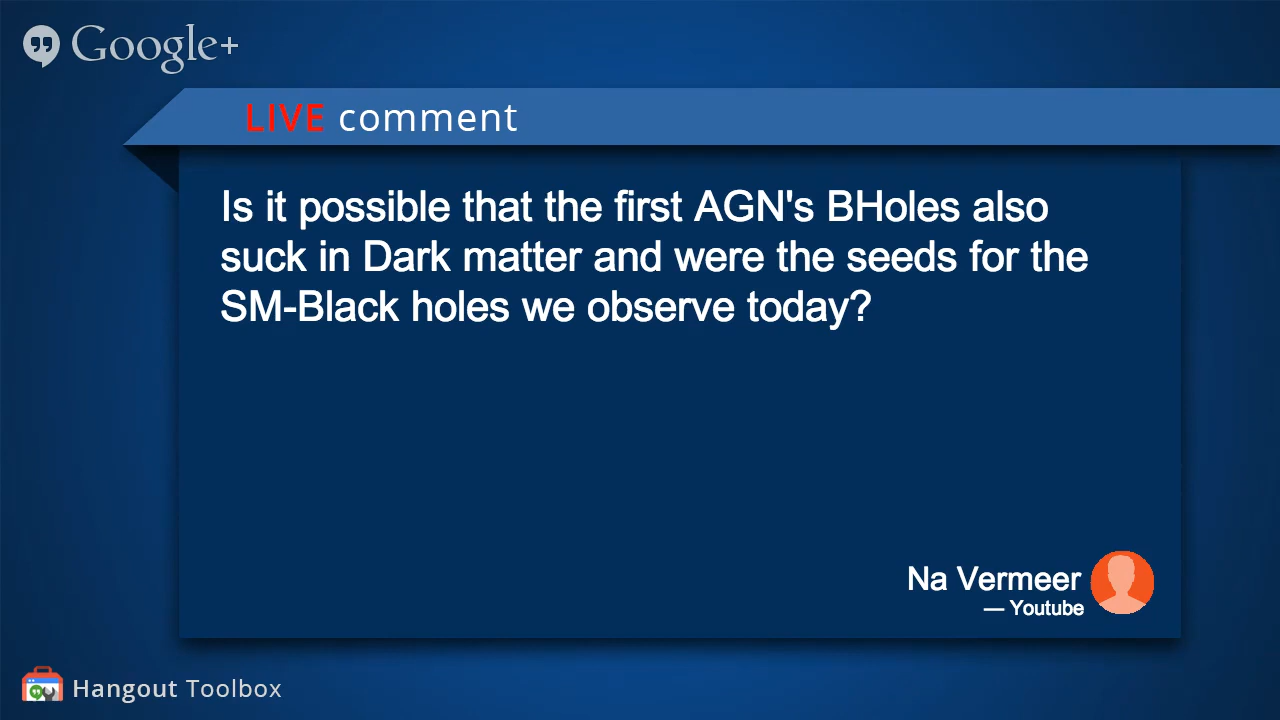 Google+
LIVE comment
Is it possible that the first AGN's BHoles also
suck in Dark matter and were the seeds for the
SM-Black holes we observe today?
Na Vermeer
— Youtube
Hangout Toolbox